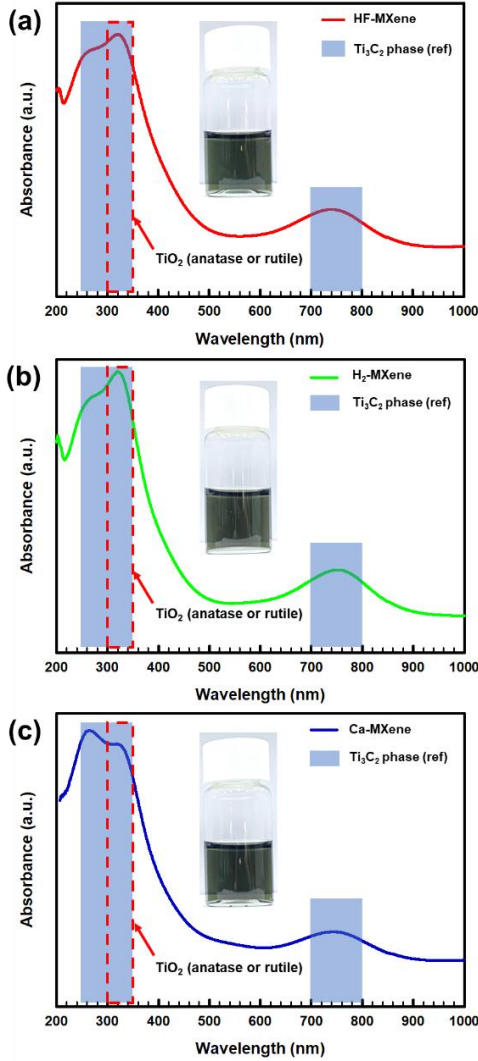 (a)
HF-MXene
Ti₃C₂ phase (ref)
Absorbance (a.u.)
TiO₂ (anatase or rutile)
200 300 400 500 600 700 800 900 1000
Wavelength (nm)
(b)
H₂-MXene
Ti₃C₂ phase (ref)
Absorbance (a.u.)
TiO₂ (anatase or rutile)
200 300 400 500 600 700 800 900 1000
Wavelength (nm)
(c)
Ca-MXene
Ti₃C₂ phase (ref)
Absorbance (a.u.)
TiO₂ (anatase or rutile)
200 300 400 500 600 700 800 900 1000
Wavelength (nm)